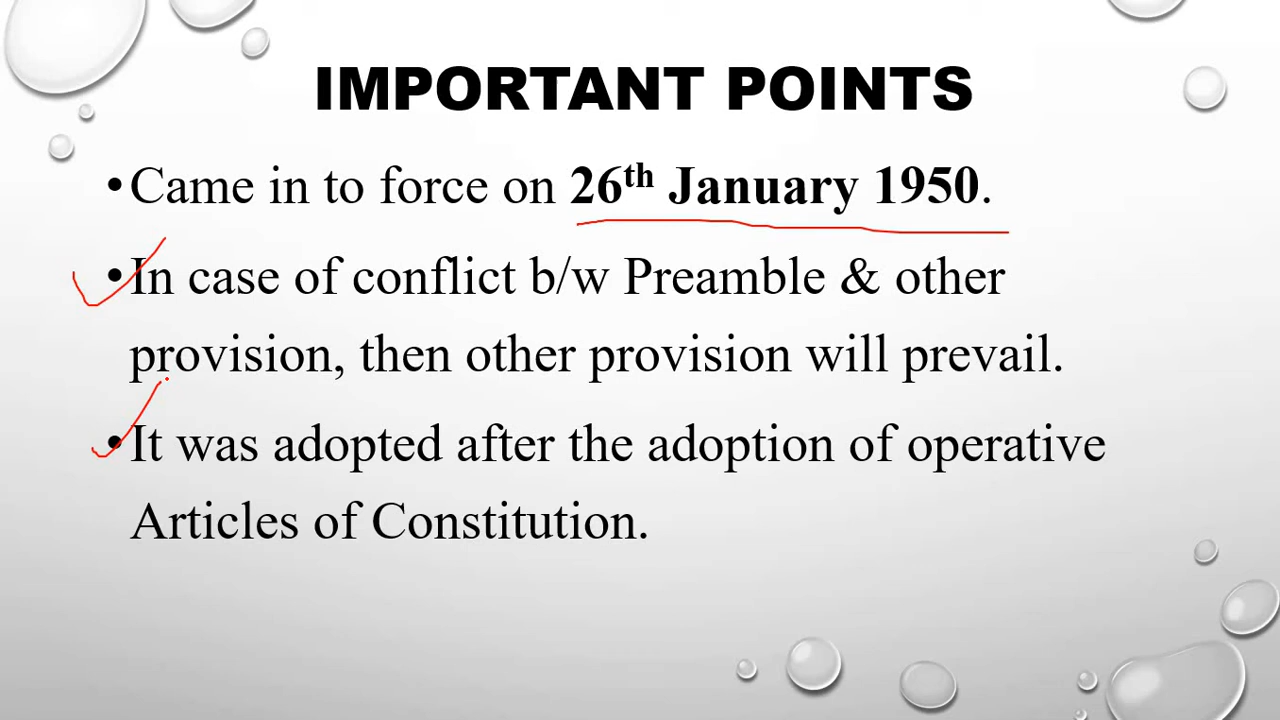 IMPORTANT POINTS
•Came in to force on 26th January 1950.
•In case of conflict b/w Preamble & other
provision, then other provision will prevail.
•It was adopted after the adoption of operative
Articles of Constitution.